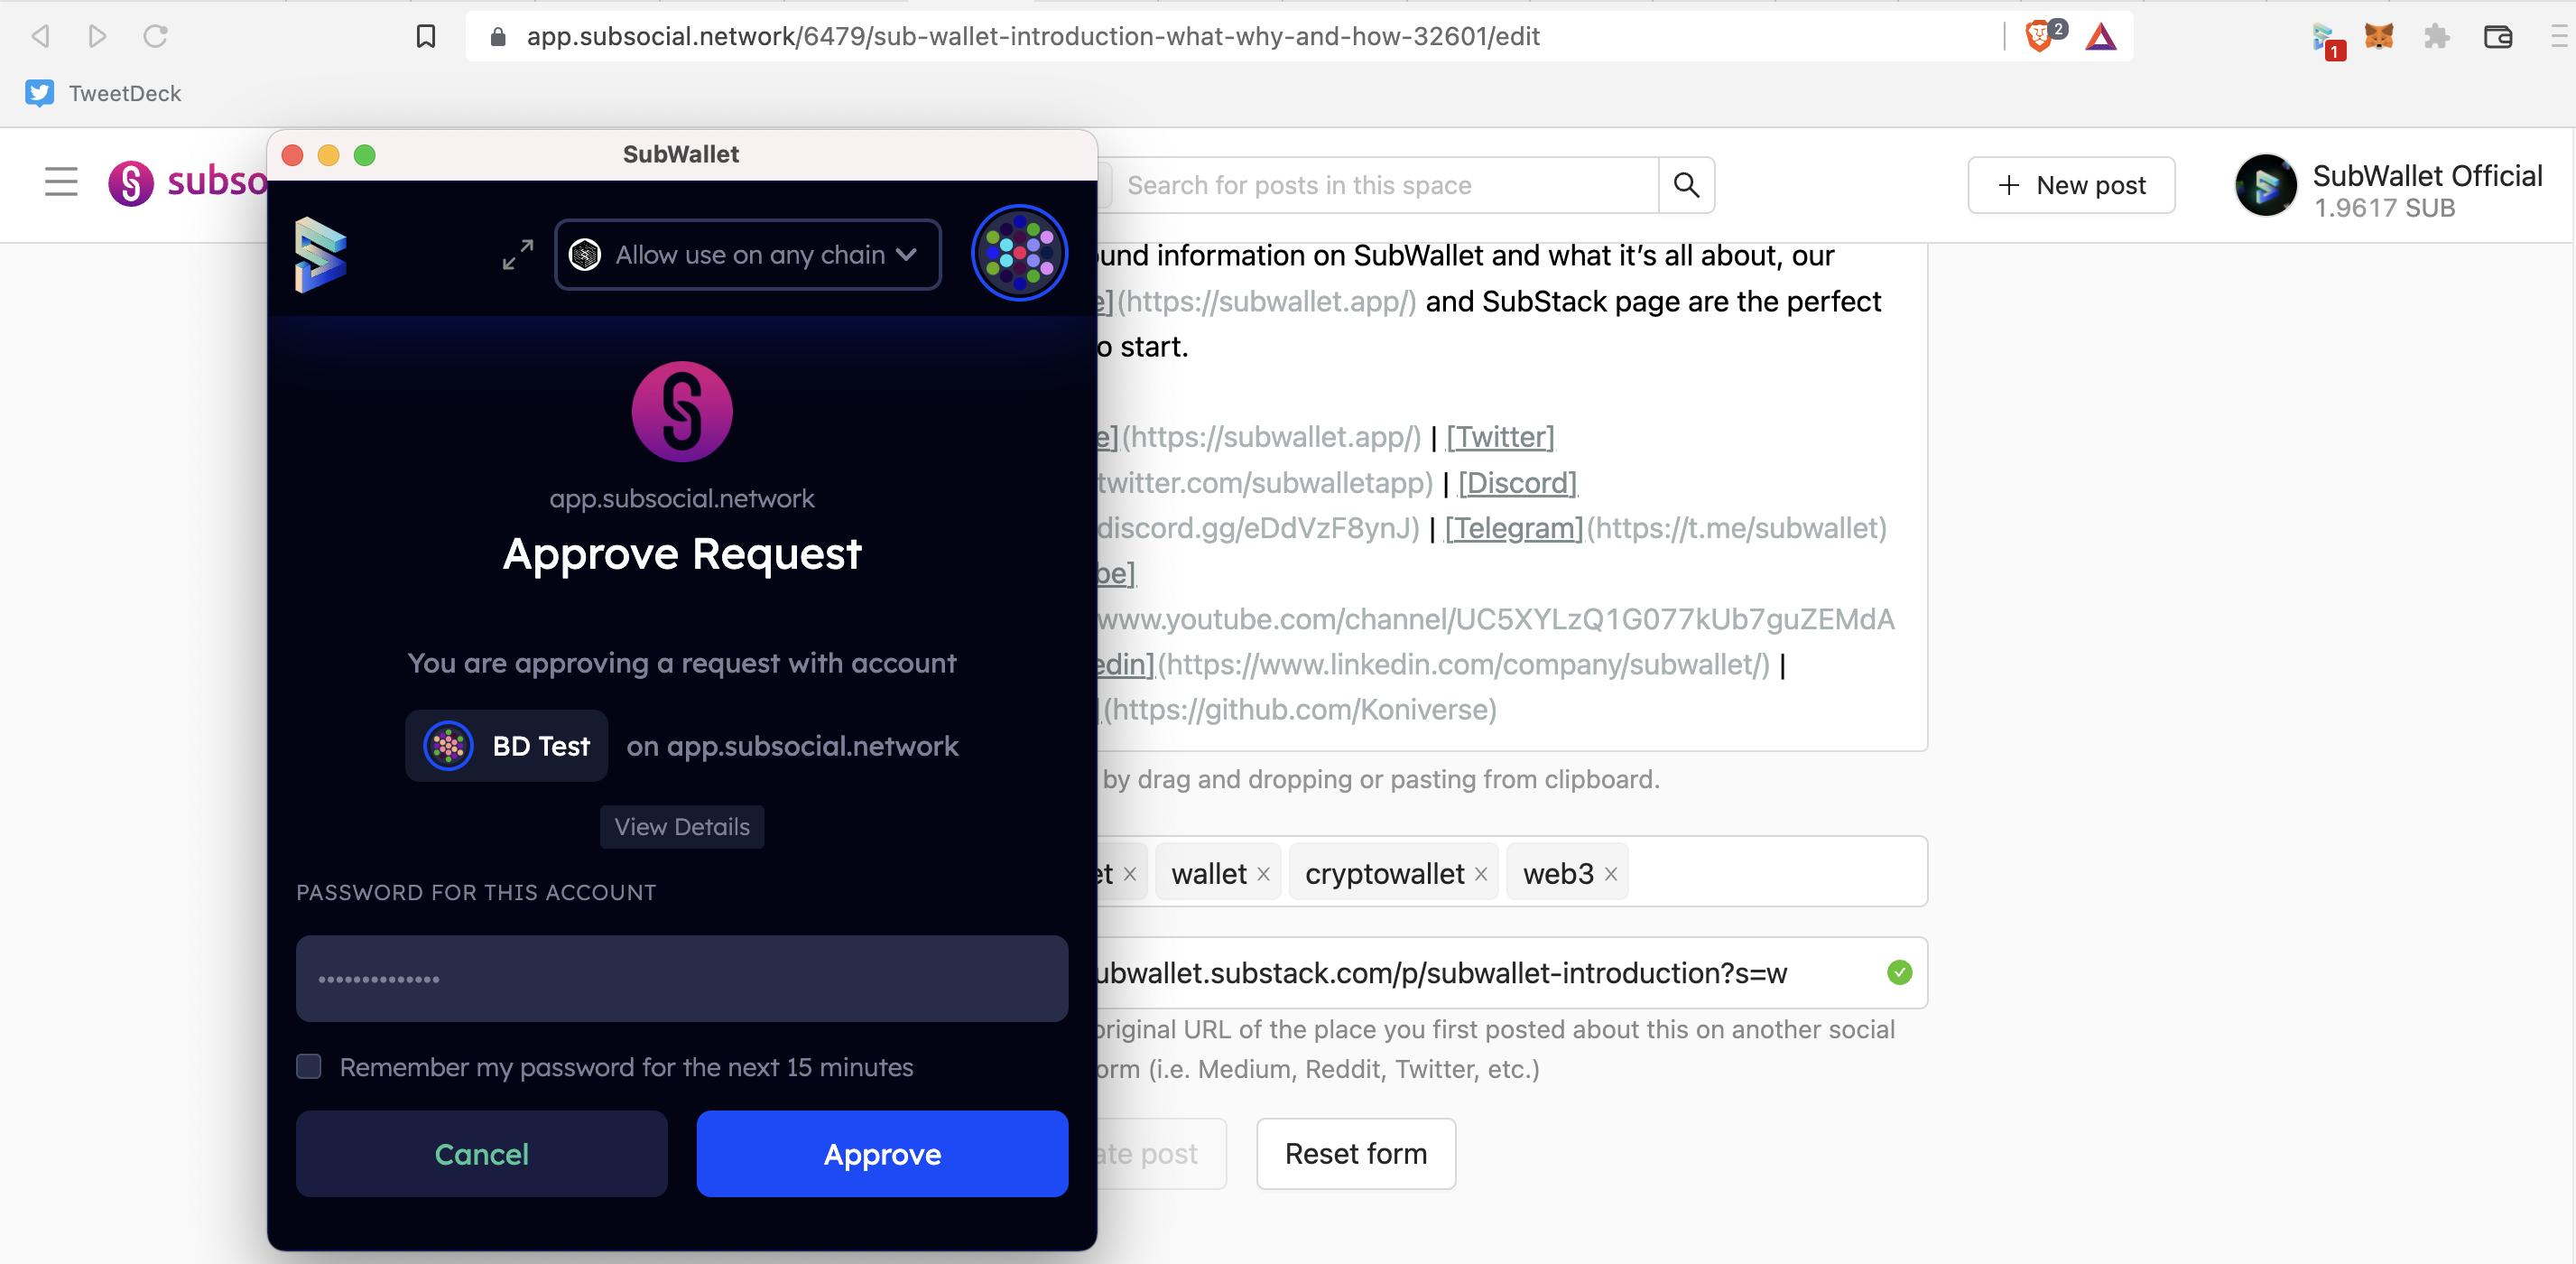 app.subsocial.network/6479/sub-wallet-introduction-what-why-and-how-32601/edit
2
1
TweetDeck
subso
Search for posts in this space
New post
SubWallet Official
1.9617 SUB
SubWallet
Allow use on any chain
app.subsocial.network
Approve Request
You are approving a request with account
BD Test on app.subsocial.network
View Details
PASSWORD FOR THIS ACCOUNT
Remember my password for the next 15 minutes
Cancel
Approve
und information on SubWallet and what it’s all about, our
e](https://subwallet.app/) and SubStack page are the perfect
o start.
e](https://subwallet.app/) | [Twitter]
twitter.com/subwalletapp) | [Discord]
discord.gg/eDdVzF8ynJ) | [Telegram](https://t.me/subwallet)
be]
www.youtube.com/channel/UC5XYLzQ1G077kUb7guZEMdA
edin](https://www.linkedin.com/company/subwallet/) |
](https://github.com/Koniverse)
by drag and dropping or pasting from clipboard.
et × wallet × cryptowallet × web3 ×
ubwallet.substack.com/p/subwallet-introduction?s=w
original URL of the place you first posted about this on another social
orm (i.e. Medium, Reddit, Twitter, etc.)
ate post
Reset form